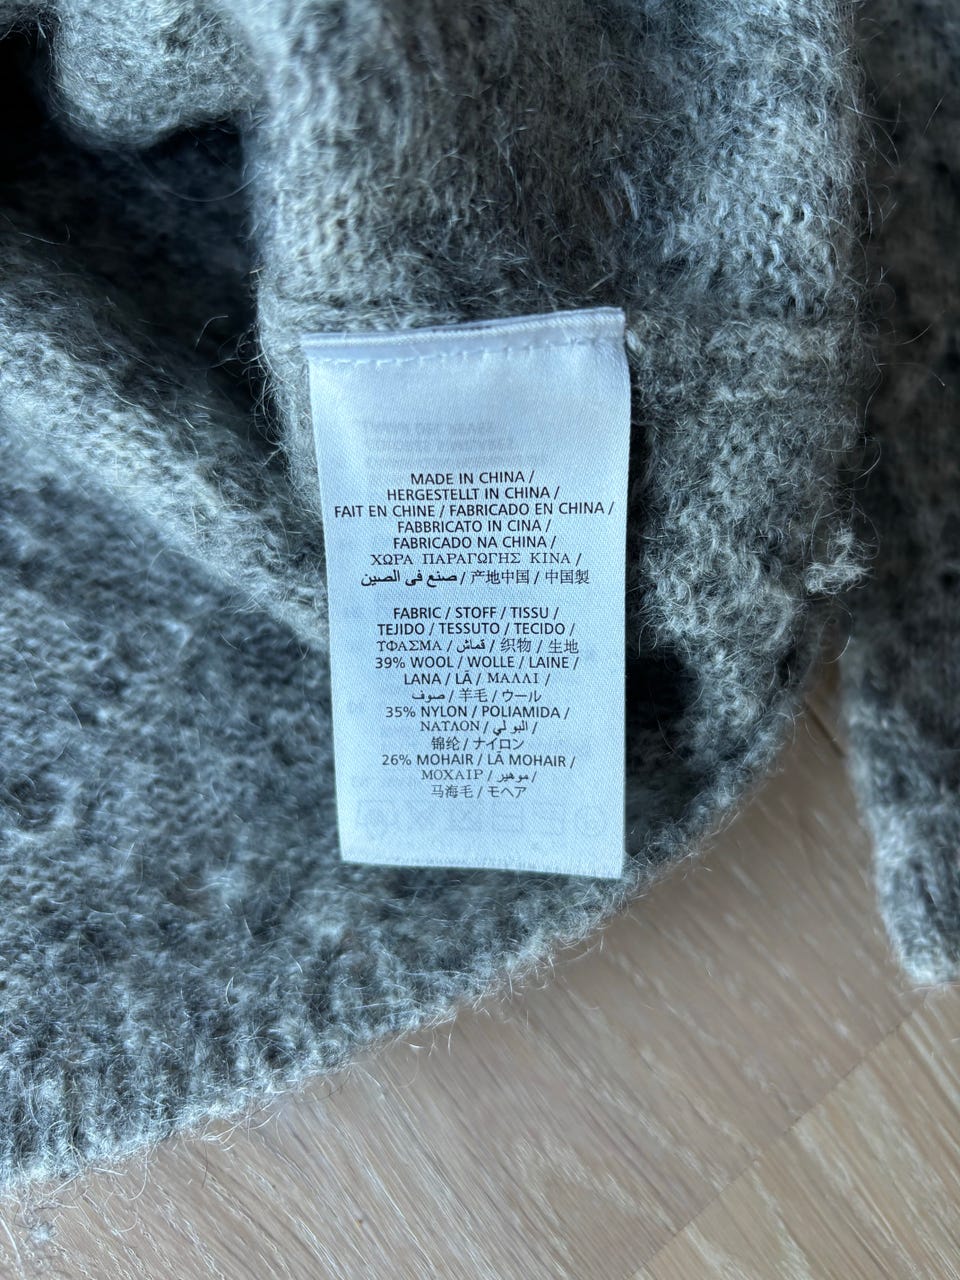 MADE IN CHINA /
HERGESTELLT IN CHINA /
FAIT EN CHINE / FABRICADO EN CHINA /
FABBRICATO IN CINA /
FABRICADO NA CHINA /
ΧΩΡΑ ΠΑΡΑΓΩΓΗΣ ΚΙΝΑ /
صنع فى الصين / 产地中国 / 中国製
FABRIC / STOFF / TISSU /
TEJIDO / TESSUTO / TECIDO /
ΥΦΑΣΜΑ / قماش / 织物 / 生地
39% WOOL / WOLLE / LAINE /
LANA / LÃ / ΜΑΛΛΙ /
صوف / 羊毛 / ウール
35% NYLON / POLIAMIDA /
ΝΑΤΛΟΝ / النولي /
锦纶 / ナイロン
26% MOHAIR / LÃ MOHAIR /
ΜΟΧΑΙΡ / موهير /
马海毛 / モヘア